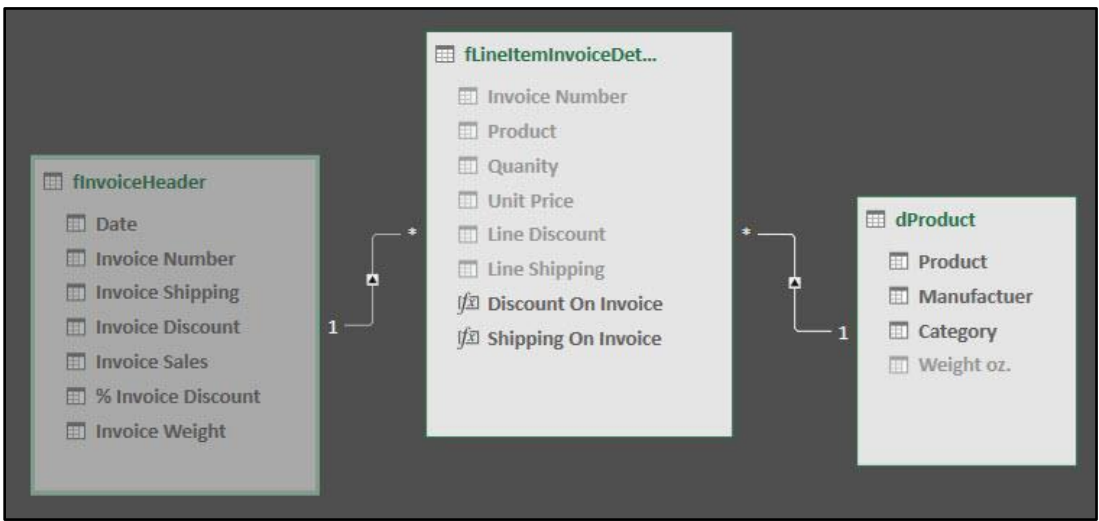 fInvoiceHeader
Date
Invoice Number
Invoice Shipping
Invoice Discount
Invoice Sales
% Invoice Discount
Invoice Weight
1
*
fLineItemInvoiceDet...
Invoice Number
Product
Quanity
Unit Price
Line Discount
Line Shipping
fx Discount On Invoice
fx Shipping On Invoice
*
1
dProduct
Product
Manufactuer
Category
Weight oz.